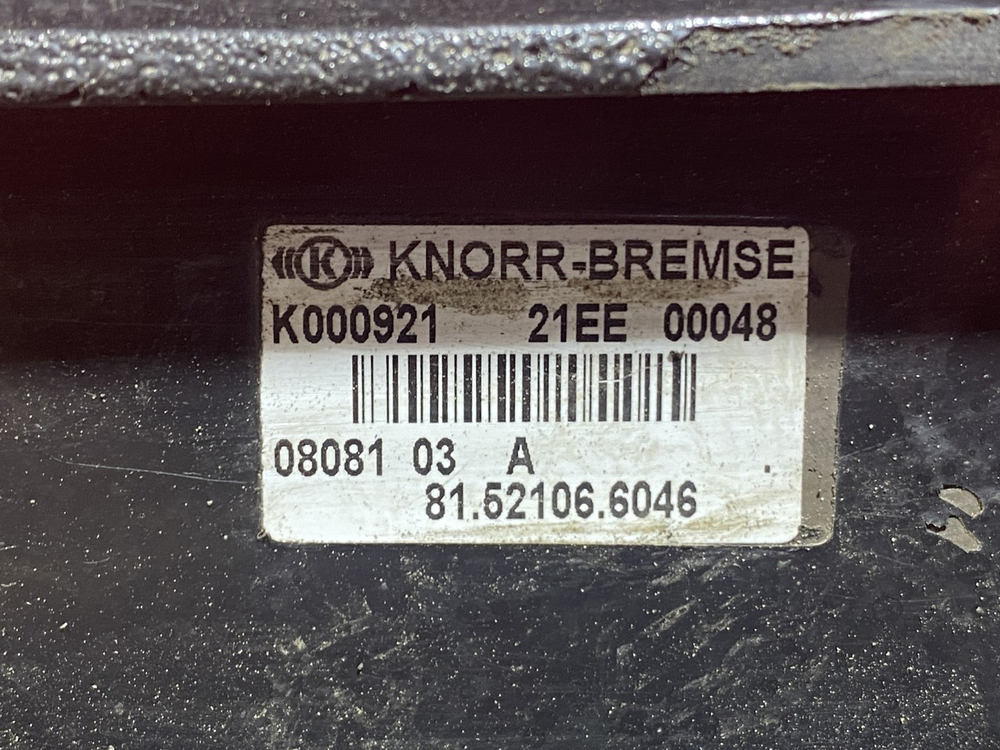 K KNORR-BREMSE
K000921 21EE 00048
08081 03 A .
81.52106.6046